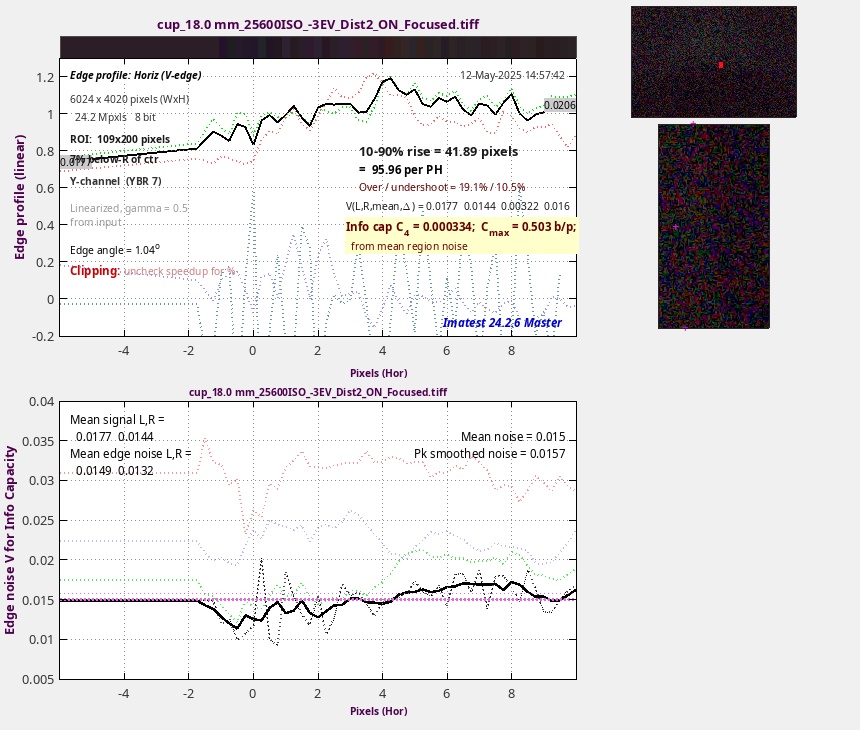 cup_18.0 mm_25600ISO_-3EV_Dist2_ON_Focused.tiff
Edge profile: Horiz (V-edge)
12-May-2025 14:57:42
6024 x 4020 pixels (WxH)
24.2 Mpxls 8 bit
0.0206
ROI: 109x200 pixels
7% below-R of ctr
0.0177
Y-channel (YBR 7)
Linearized, gamma = 0.5
from input
Edge angle = 1.04o
Clipping: uncheck speedup for %
10-90% rise = 41.89 pixels
= 95.96 per PH
Over / undershoot = 19.1% / 10.5%
V(L,R,mean,Δ) = 0.0177 0.0144 0.00322 0.016
Info cap C4 = 0.000334; Cmax = 0.503 b/p;
from mean region noise
Imatest 24.2.6 Master
Edge profile (linear)
1.2
1
0.8
0.6
0.4
0.2
0
-0.2
-4
-2
0
2
4
6
8
Pixels (Hor)
cup_18.0 mm_25600ISO_-3EV_Dist2_ON_Focused.tiff
Mean signal L,R =
0.0177 0.0144
Mean edge noise L,R =
0.0149 0.0132
Mean noise = 0.015
Pk smoothed noise = 0.0157
Edge noise V for Info Capacity
0.04
0.035
0.03
0.025
0.02
0.015
0.01
0.005
-4
-2
0
2
4
6
8
Pixels (Hor)